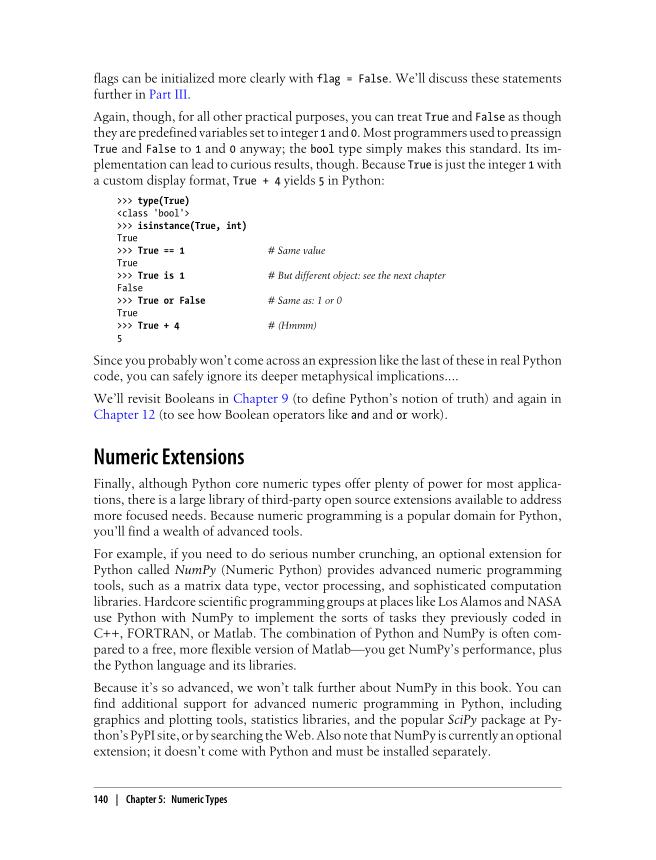 flags can be initialized more clearly with flag = False. We’ll discuss these statements
further in Part III.
Again, though, for all other practical purposes, you can treat True and False as though
they are predefined variables set to integer 1 and 0. Most programmers used to preassign
True and False to 1 and 0 anyway; the bool type simply makes this standard. Its im-
plementation can lead to curious results, though. Because True is just the integer 1 with
a custom display format, True + 4 yields 5 in Python:
>>> type(True)
<class 'bool'>
>>> isinstance(True, int)
True
>>> True == 1 # Same value
True
>>> True is 1 # But different object: see the next chapter
False
>>> True or False # Same as: 1 or 0
True
>>> True + 4 # (Hmmm)
5
Since you probably won’t come across an expression like the last of these in real Python
code, you can safely ignore its deeper metaphysical implications....
We’ll revisit Booleans in Chapter 9 (to define Python’s notion of truth) and again in
Chapter 12 (to see how Boolean operators like and and or work).
Numeric Extensions
Finally, although Python core numeric types offer plenty of power for most applica-
tions, there is a large library of third-party open source extensions available to address
more focused needs. Because numeric programming is a popular domain for Python,
you’ll find a wealth of advanced tools.
For example, if you need to do serious number crunching, an optional extension for
Python called NumPy (Numeric Python) provides advanced numeric programming
tools, such as a matrix data type, vector processing, and sophisticated computation
libraries. Hardcore scientific programming groups at places like Los Alamos and NASA
use Python with NumPy to implement the sorts of tasks they previously coded in
C++, FORTRAN, or Matlab. The combination of Python and NumPy is often com-
pared to a free, more flexible version of Matlab—you get NumPy’s performance, plus
the Python language and its libraries.
Because it’s so advanced, we won’t talk further about NumPy in this book. You can
find additional support for advanced numeric programming in Python, including
graphics and plotting tools, statistics libraries, and the popular SciPy package at Py-
thon’s PyPI site, or by searching the Web. Also note that NumPy is currently an optional
extension; it doesn’t come with Python and must be installed separately.
140 | Chapter 5: Numeric Types